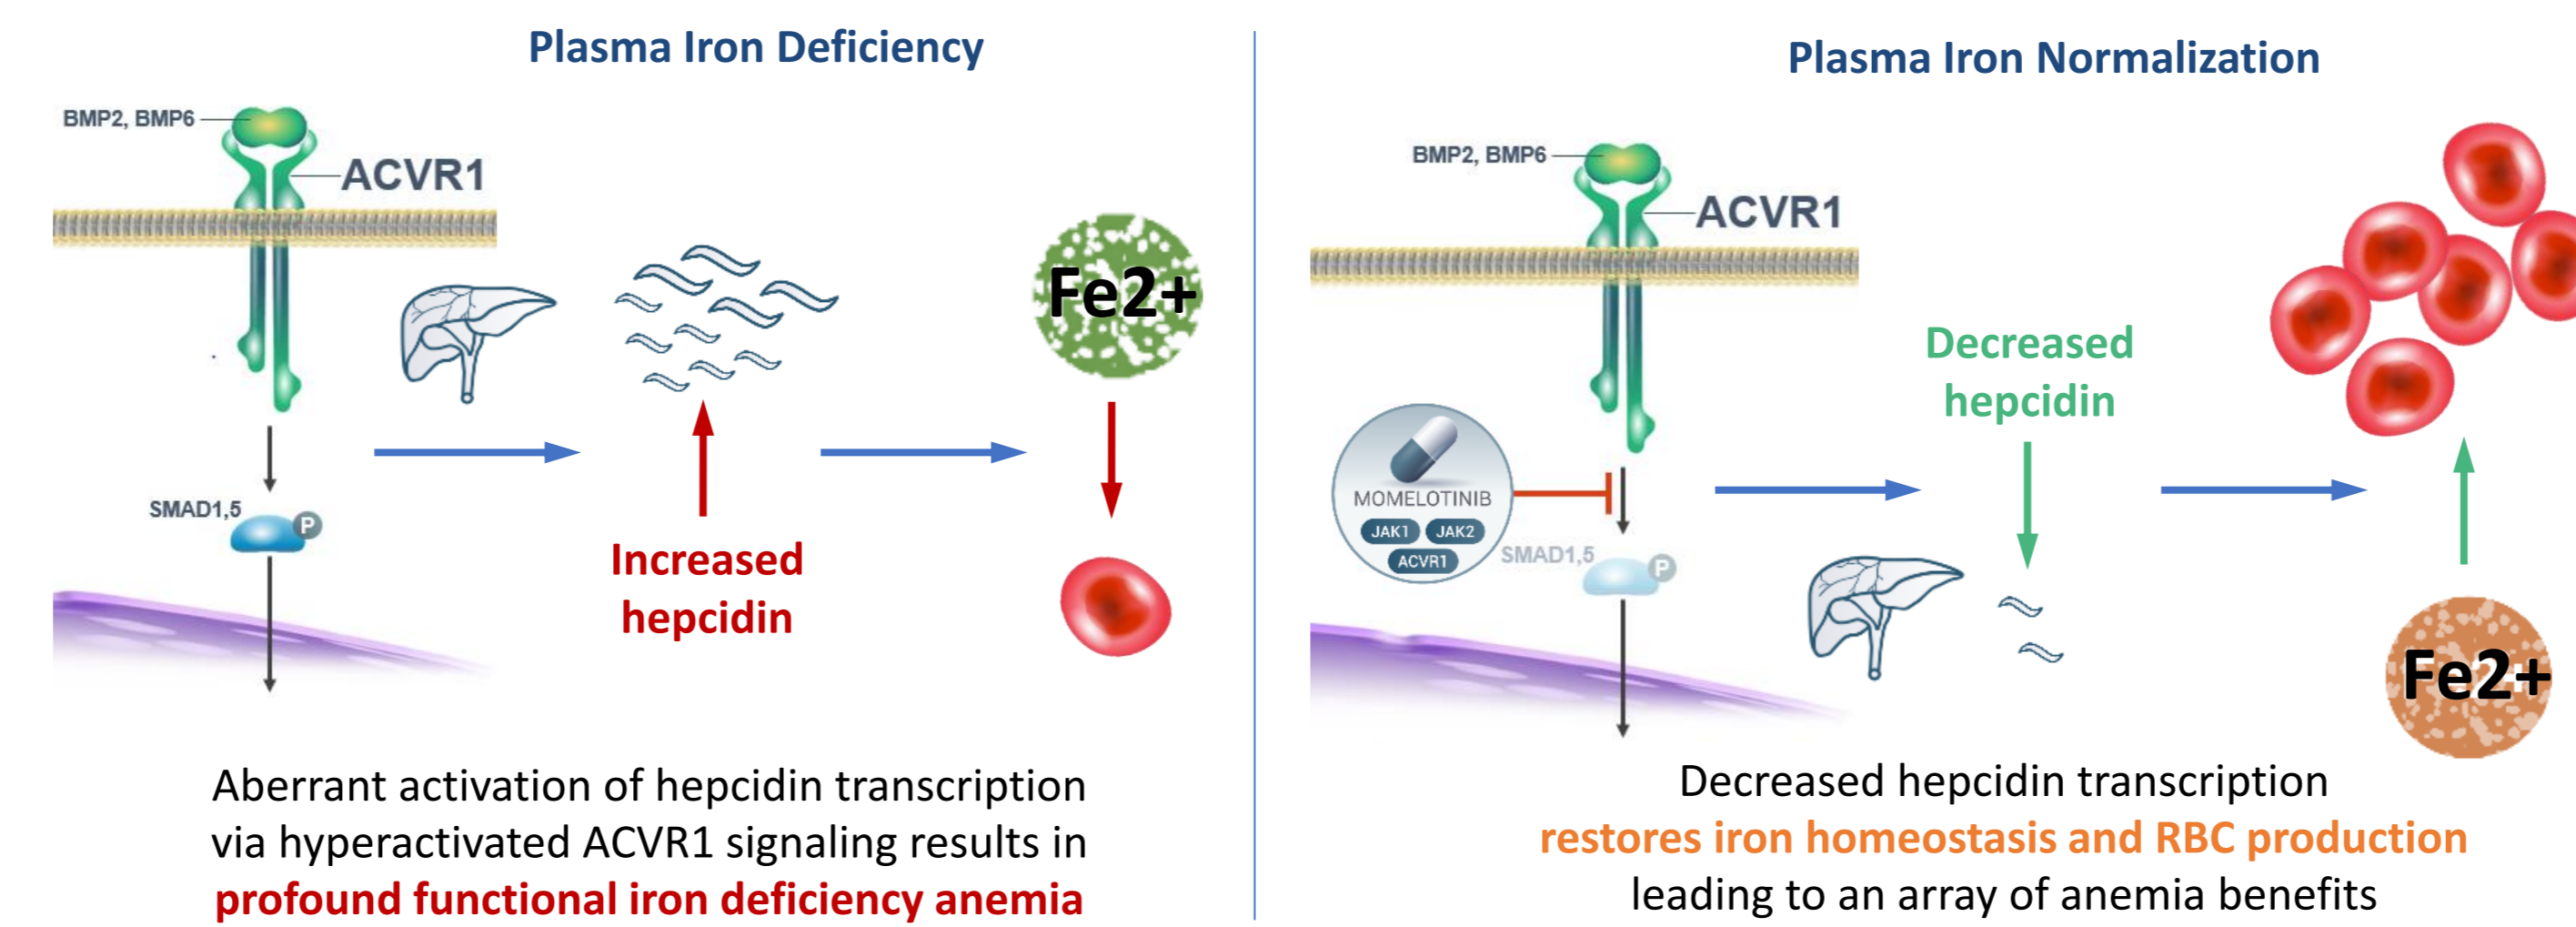 Plasma Iron Deficiency
BMP2, BMP6
ACVR1
Fe2+
SMAD1,5
P
Increased
hepcidin
Aberrant activation of hepcidin transcription
via hyperactivated ACVR1 signaling results in
profound functional iron deficiency anemia
Plasma Iron Normalization
BMP2, BMP6
ACVR1
Decreased
hepcidin
MOMELOTINIB
JAK1 JAK2
ACVR1
SMAD1,5
P
Fe2+
Decreased hepcidin transcription
restores iron homeostasis and RBC production
leading to an array of anemia benefits